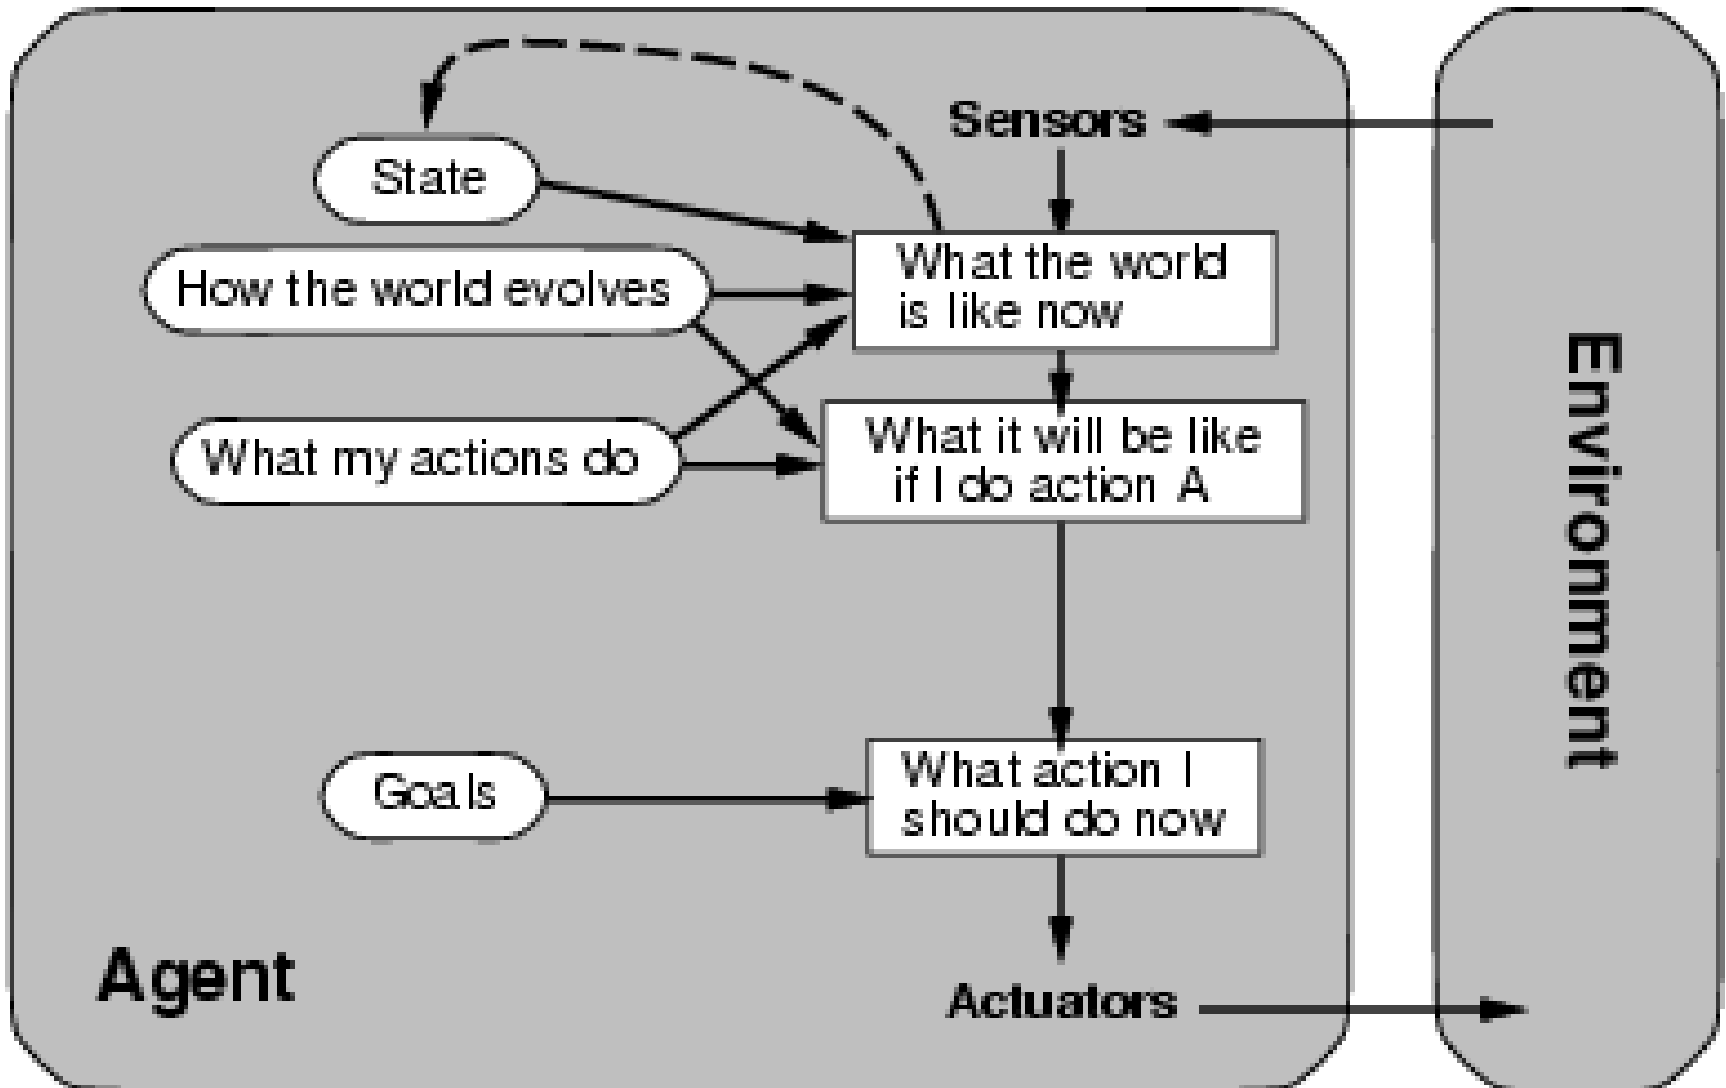 Sensors
State
What the world
is like now
How the world evolves
What it will be like
if I do action A
What my actions do
Environment
Goals
What action I
should do now
Agent
Actuators